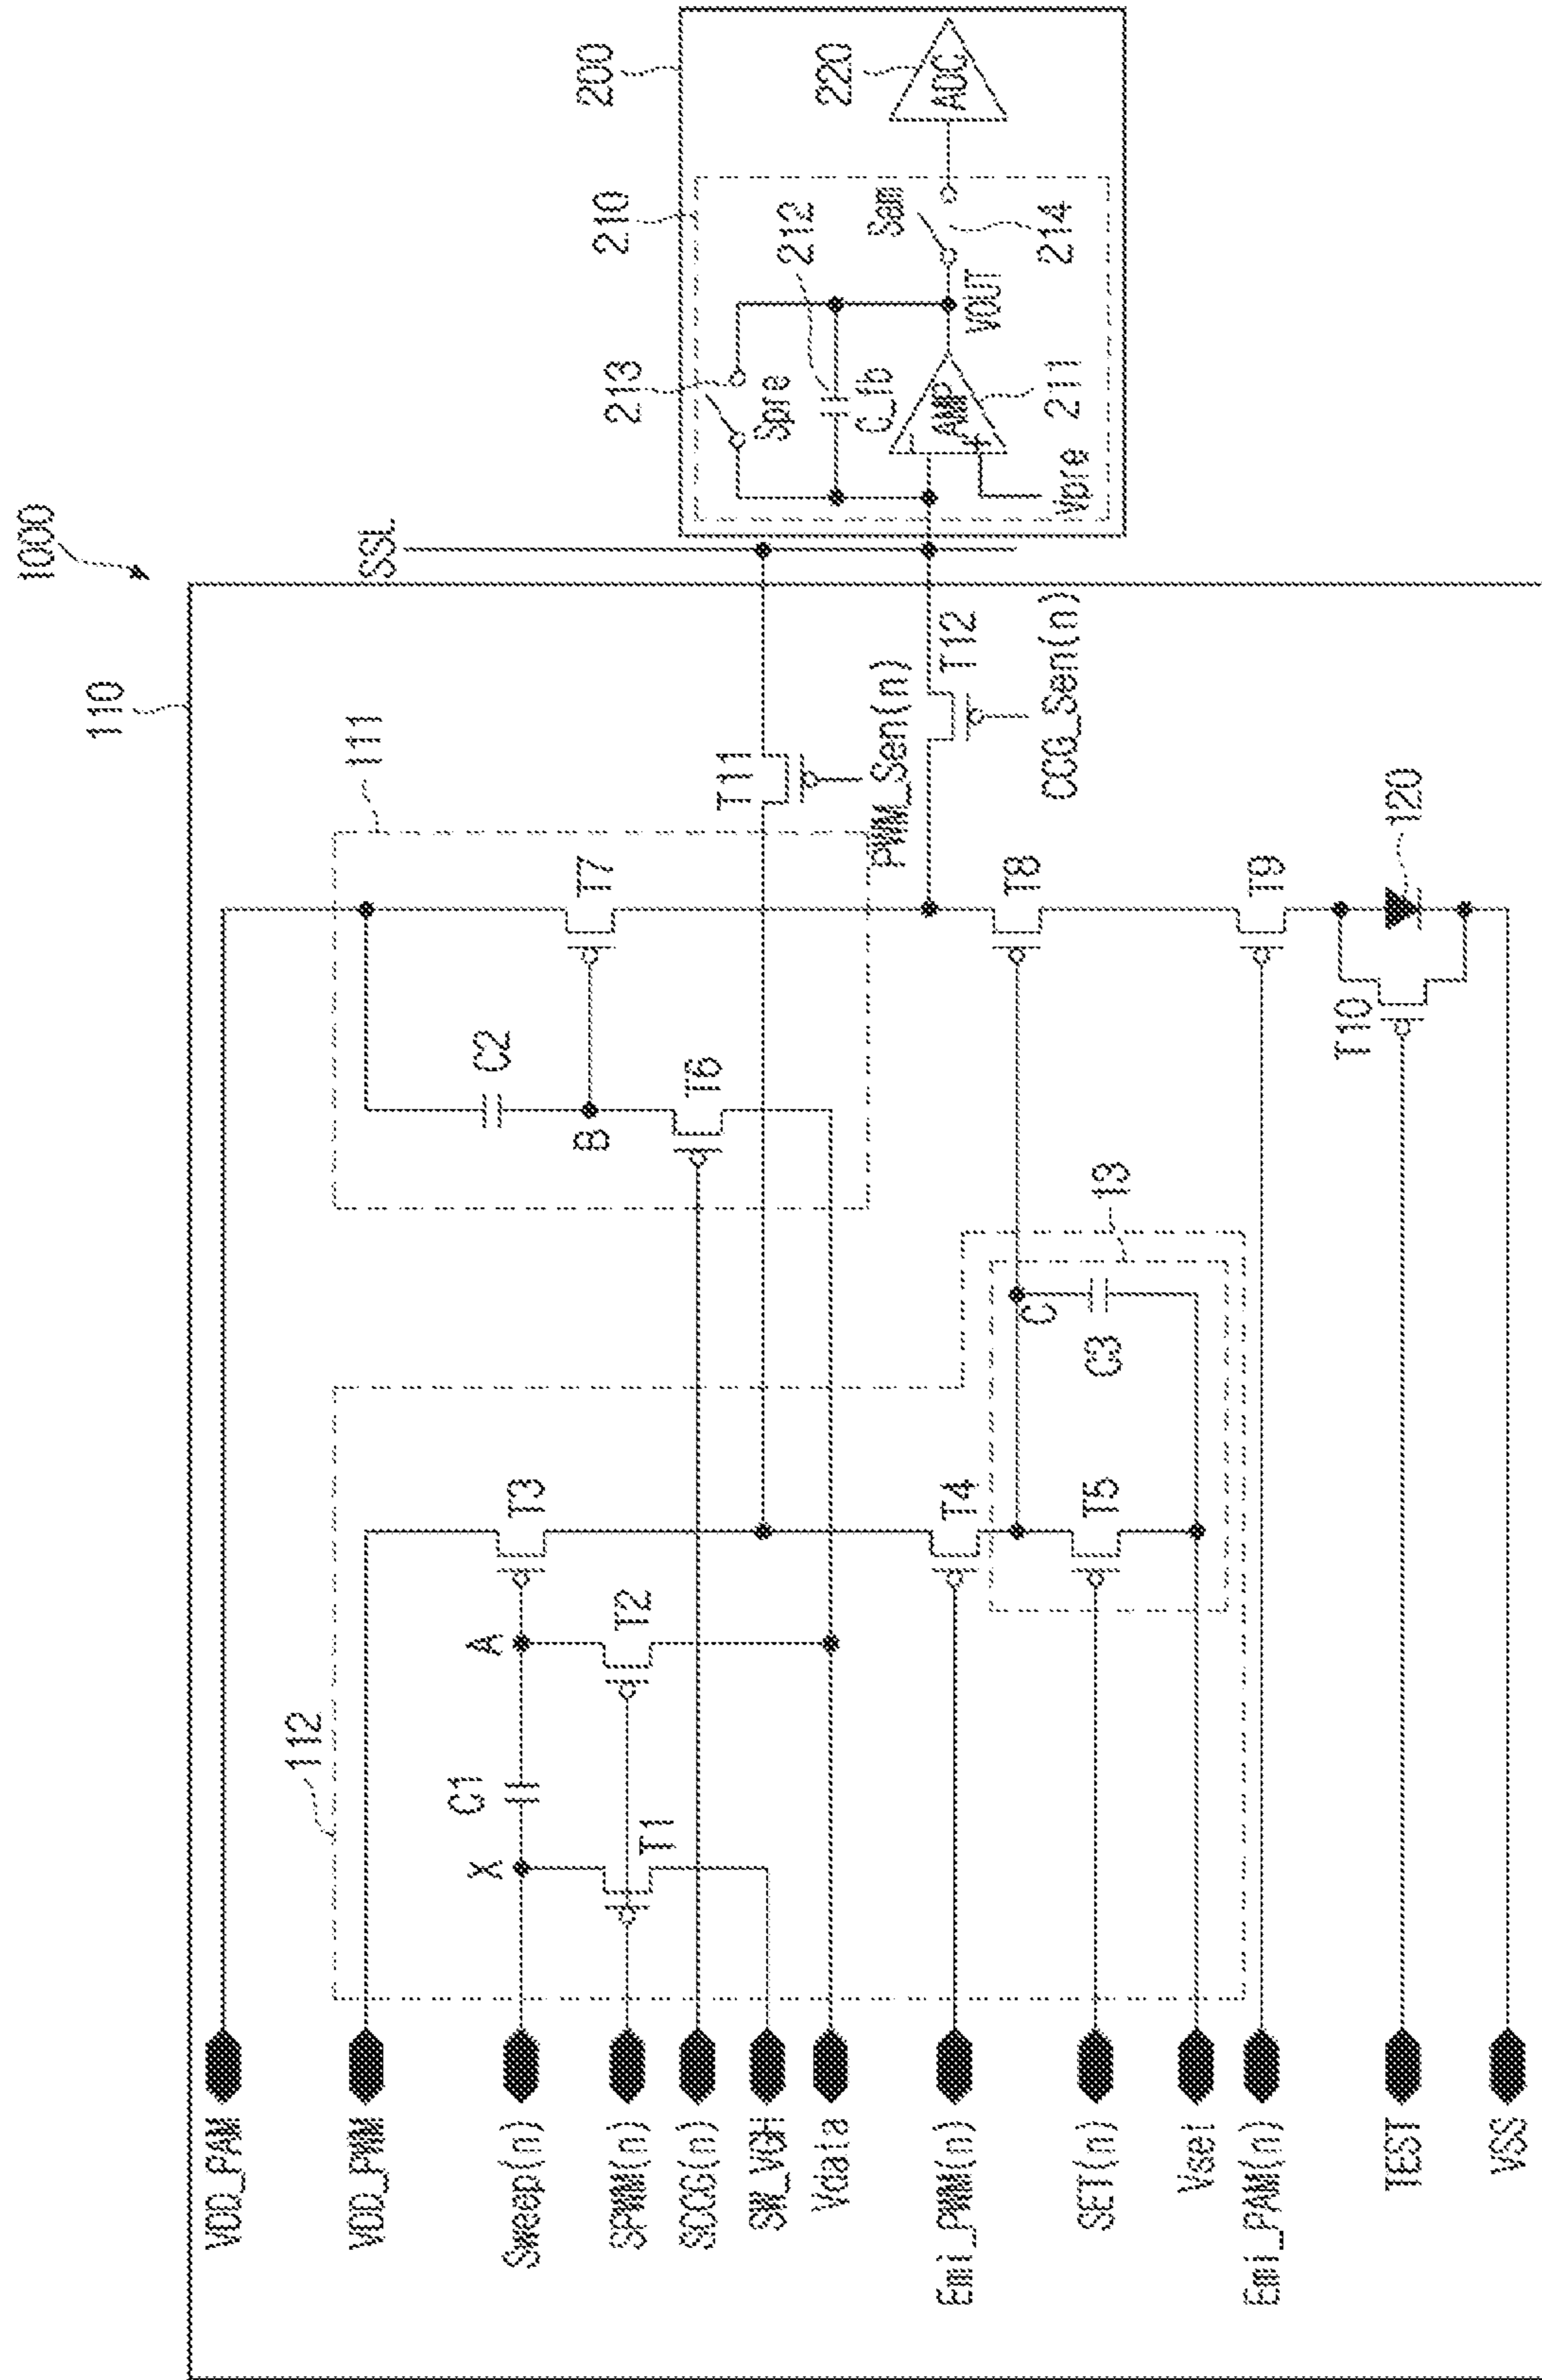 1000
110
200
SSL
210
220
213
212
Spre
C_fb
Sam
ADC
AMP
-
+
VOUT
214
211
Vpre
111
T7
C2
B
T6
T11
PWM_Sen(n)
T12
CCG_Sen(n)
T8
T9
120
T10
112
T3
A
T2
C1
X
T1
T4
T5
13
C
C3
VDD_PAM
VDD_PWM
Sweep(n)
SPWM(n)
SCCG(n)
SW_VGH
Vdata
Emi_PWM(n)
SET(n)
Vset
Emi_PAM(n)
TEST
VSS